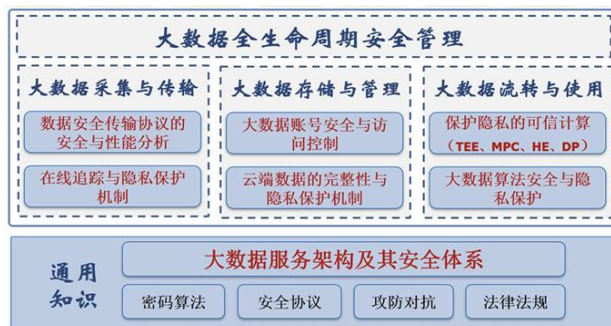 大数据全生命周期安全管理
大数据采集与传输
数据安全传输协议的
安全与性能分析
在线追踪与隐私保护
机制
大数据存储与管理
大数据账号安全与访
问控制
云端数据的完整性与
隐私保护机制
大数据流转与使用
保护隐私的可信计算
（TEE、MPC、HE、DP）
大数据算法安全与隐
私保护
通用
知识
大数据服务架构及其安全体系
密码算法
安全协议
攻防对抗
法律法规